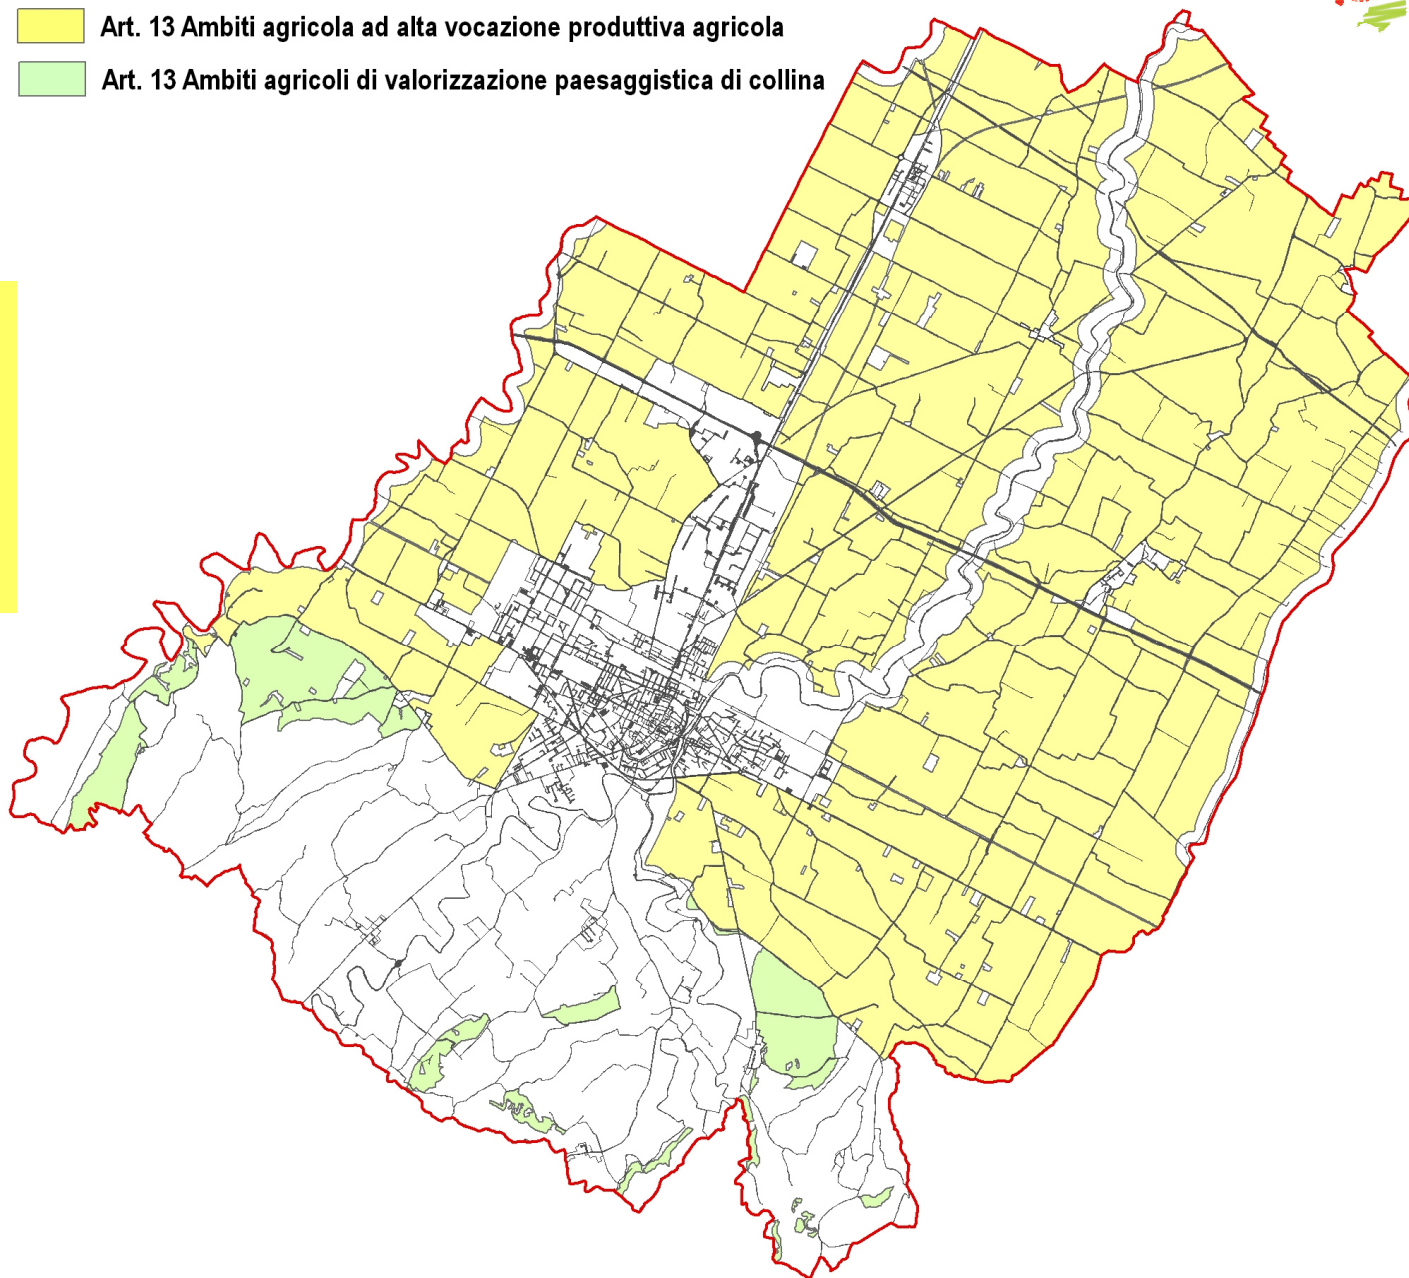 Art. 13 Ambiti agricola ad alta vocazione produttiva agricola
Art. 13 Ambiti agricoli di valorizzazione paesaggistica di collina